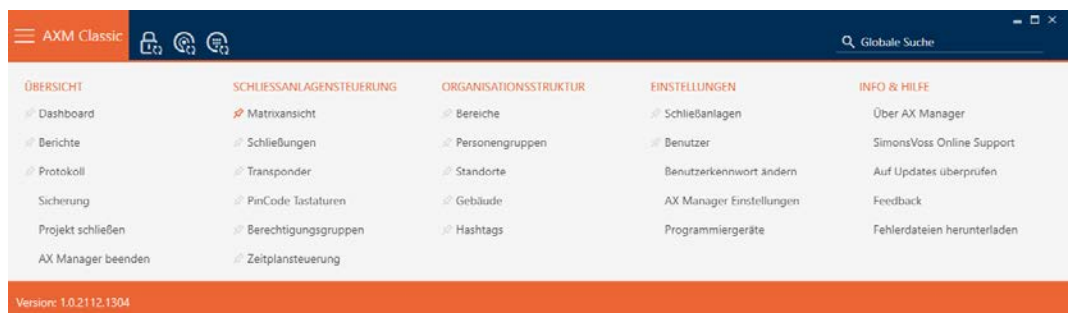 AXM Classic
Globale Suche
ÜBERSICHT
Dashboard
Berichte
Protokoll
Sicherung
Projekt schließen
AX Manager beenden
SCHLIESSANLAGENSTEUERUNG
Matrixansicht
Schließungen
Transponder
PinCode Tastaturen
Berechtigungsgruppen
Zeitplansteuerung
ORGANISATIONSSTRUKTUR
Bereiche
Personengruppen
Standorte
Gebäude
Hashtags
EINSTELLUNGEN
Schließanlagen
Benutzer
Benutzerkennwort ändern
AX Manager Einstellungen
Programmiergeräte
INFO & HILFE
Über AX Manager
SimonsVoss Online Support
Auf Updates überprüfen
Feedback
Fehlerdateien herunterladen
Version: 1.0.2112.1304